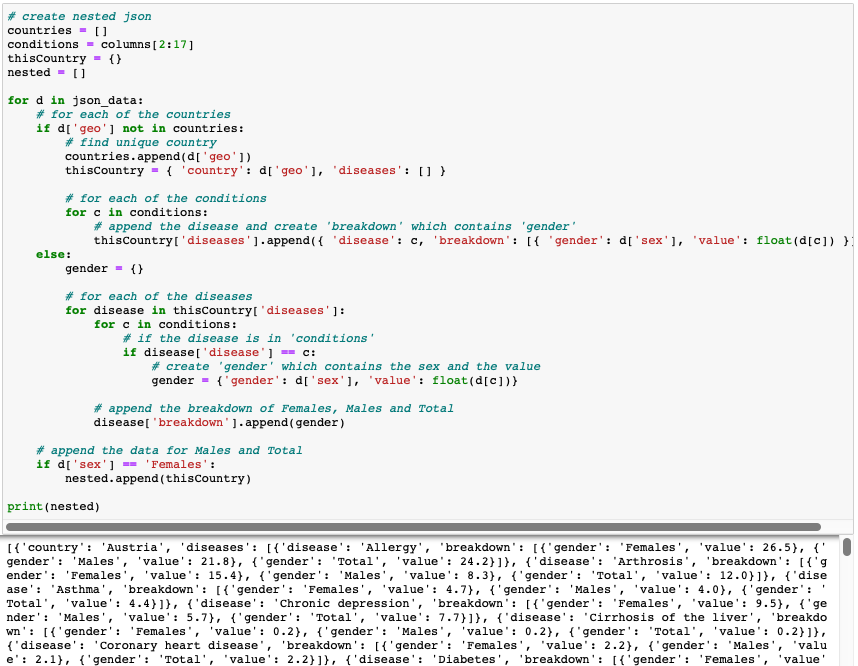 # create nested json
countries = []
conditions = columns[2:17]
thisCountry = {}
nested = []

for d in json_data:
    # for each of the countries
    if d['geo'] not in countries:
        # find unique country
        countries.append(d['geo'])
        thisCountry = { 'country': d['geo'], 'diseases': [] }

        # for each of the conditions
        for c in conditions:
            # append the disease and create 'breakdown' which contains 'gender'
            thisCountry['diseases'].append({ 'disease': c, 'breakdown': [{ 'gender': d['sex'], 'value': float(d[c]) }]
    else:
        gender = {}

        # for each of the diseases
        for disease in thisCountry['diseases']:
            for c in conditions:
                # if the disease is in 'conditions'
                if disease['disease'] == c:
                    # create 'gender' which contains the sex and the value
                    gender = {'gender': d['sex'], 'value': float(d[c])}

            # append the breakdown of Females, Males and Total
            disease['breakdown'].append(gender)

    # append the data for Males and Total
    if d['sex'] == 'Females':
        nested.append(thisCountry)

print(nested)
[{'country': 'Austria', 'diseases': [{'disease': 'Allergy', 'breakdown': [{'gender': 'Females', 'value': 26.5}, {'
gender': 'Males', 'value': 21.8}, {'gender': 'Total', 'value': 24.2}]}, {'disease': 'Arthrosis', 'breakdown': [{'g
ender': 'Females', 'value': 15.4}, {'gender': 'Males', 'value': 8.3}, {'gender': 'Total', 'value': 12.0}]}, {'dise
ase': 'Asthma', 'breakdown': [{'gender': 'Females', 'value': 4.7}, {'gender': 'Males', 'value': 4.0}, {'gender': '
Total', 'value': 4.4}]}, {'disease': 'Chronic depression', 'breakdown': [{'gender': 'Females', 'value': 9.5}, {'ge
nder': 'Males', 'value': 5.7}, {'gender': 'Total', 'value': 7.7}]}, {'disease': 'Cirrhosis of the liver', 'breakdo
wn': [{'gender': 'Females', 'value': 0.2}, {'gender': 'Males', 'value': 0.2}, {'gender': 'Total', 'value': 0.2}]},
{'disease': 'Coronary heart disease', 'breakdown': [{'gender': 'Females', 'value': 2.2}, {'gender': 'Males', 'valu
e': 2.1}, {'gender': 'Total', 'value': 2.2}]}, {'disease': 'Diabetes', 'breakdown': [{'gender': 'Females', 'value'